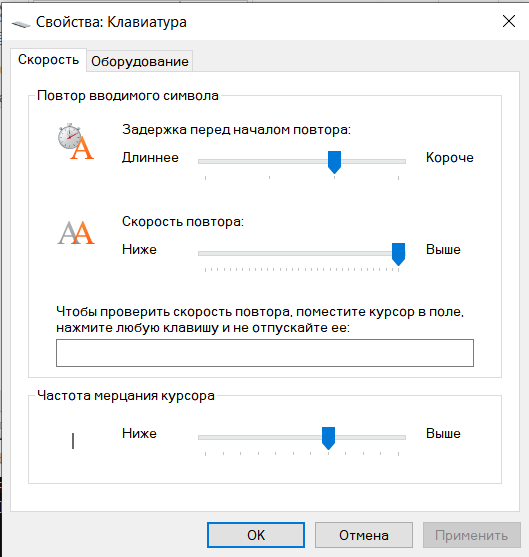 Свойства: Клавиатура
Скорость Оборудование
Повтор вводимого символа
Задержка перед началом повтора:
Длиннее Короче
Скорость повтора:
Ниже Выше
Чтобы проверить скорость повтора, поместите курсор в поле,
нажмите любую клавишу и не отпускайте ее:
Частота мерцания курсора
Ниже Выше
ОК Отмена Применить